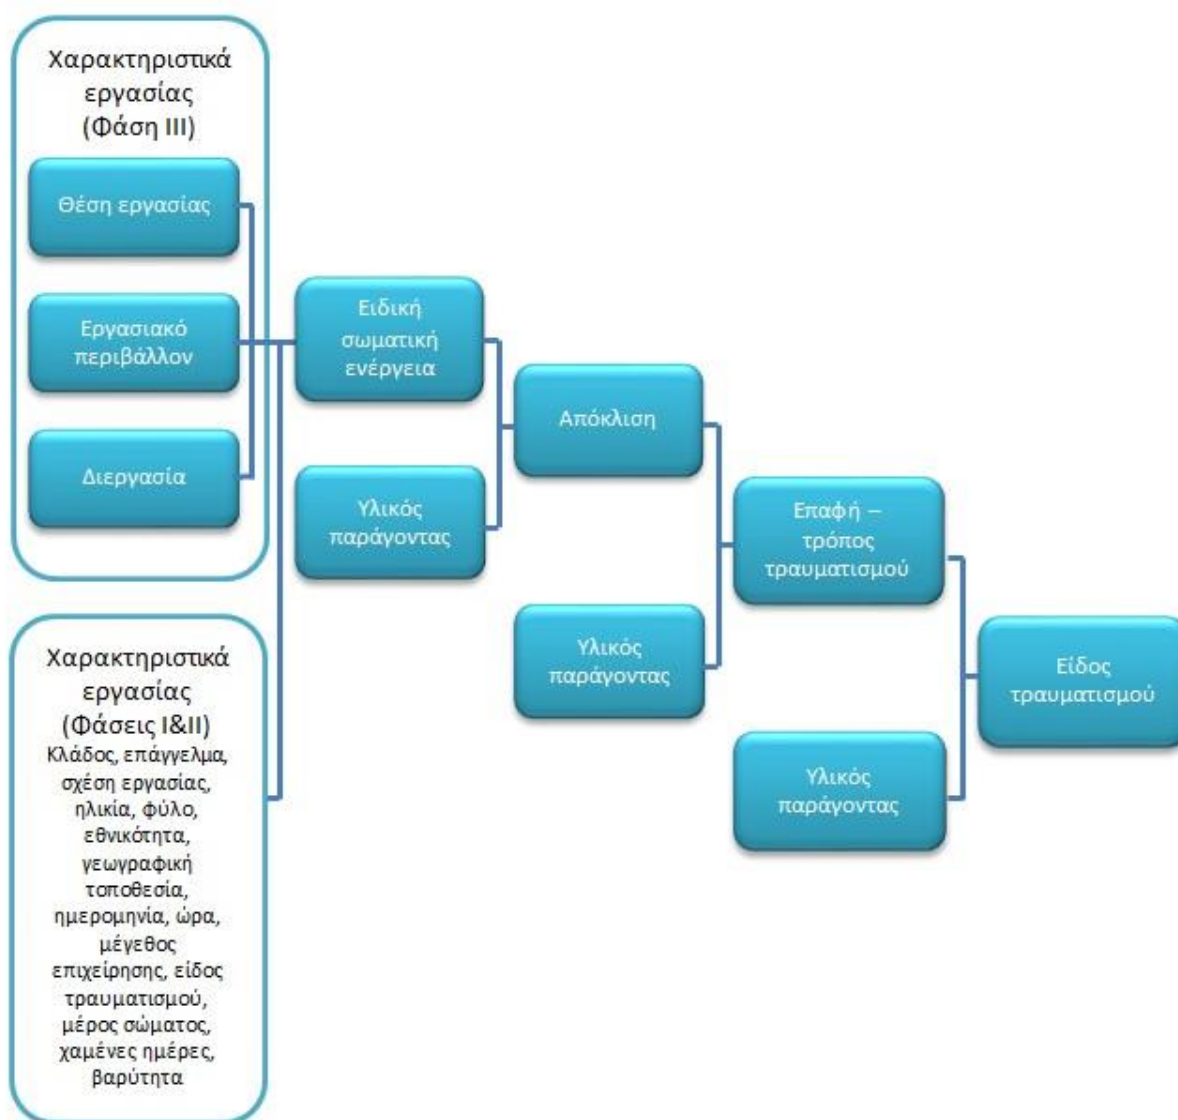 Χαρακτηριστικά
εργασίας
(Φάση III)
Θέση εργασίας
Εργασιακό
περιβάλλον
Διεργασία
Ειδική
σωματική
ενέργεια
Υλικός
παράγοντας
Απόκλιση
Υλικός
παράγοντας
Επαφή –
τρόπος
τραυματισμού
Υλικός
παράγοντας
Είδος
τραυματισμού
Χαρακτηριστικά
εργασίας
(Φάσεις I&II)
Κλάδος, επάγγελμα,
σχέση εργασίας,
ηλικία, φύλο,
εθνικότητα,
γεωγραφική
τοποθεσία,
ημερομηνία, ώρα,
μέγεθος
επιχείρησης, είδος
τραυματισμού,
μέρος σώματος,
χαμένες ημέρες,
βαρύτητα